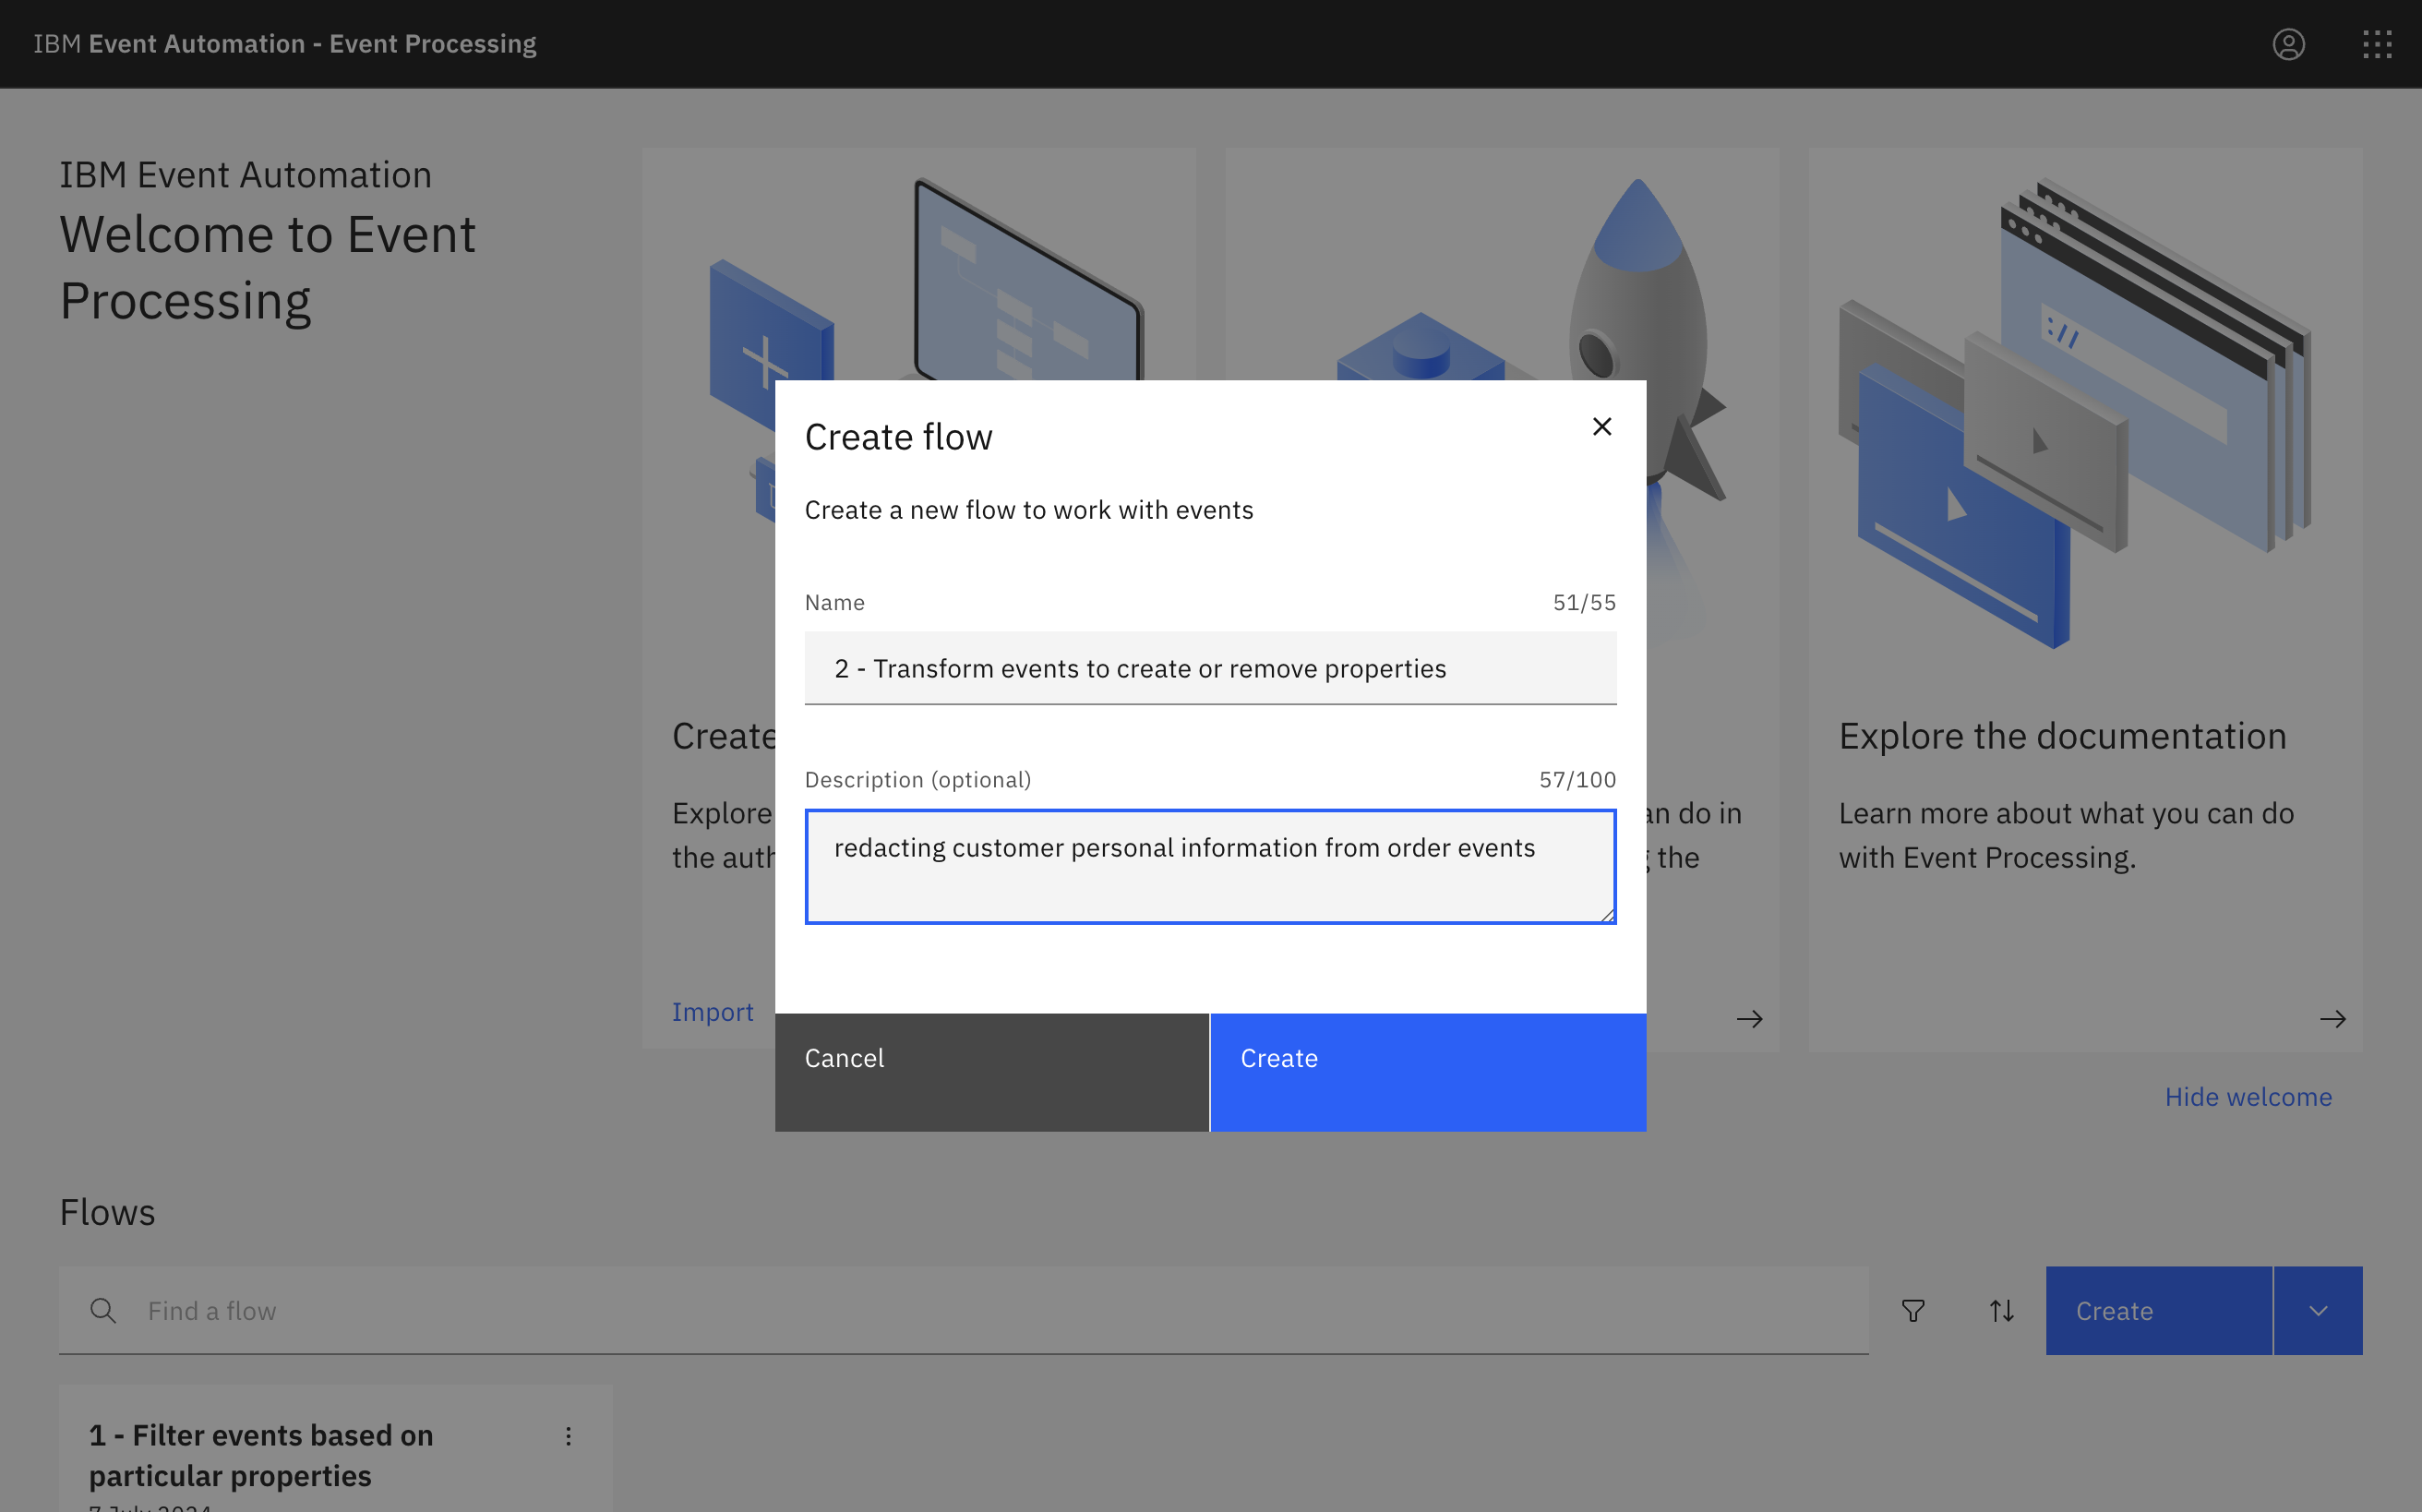 IBM Event Automation - Event Processing
IBM Event Automation
Welcome to Event
Processing
Create flow
Create a new flow to work with events
Name
51/55
2 - Transform events to create or remove properties
Description (optional)
57/100
redacting customer personal information from order events
Cancel
Create
Create
Explore
the auth
Import
an do in
the
Explore the documentation
://
Learn more about what you can do
with Event Processing.
Hide welcome
Flows
Find a flow
Create
1 - Filter events based on
particular properties
7 July 2024